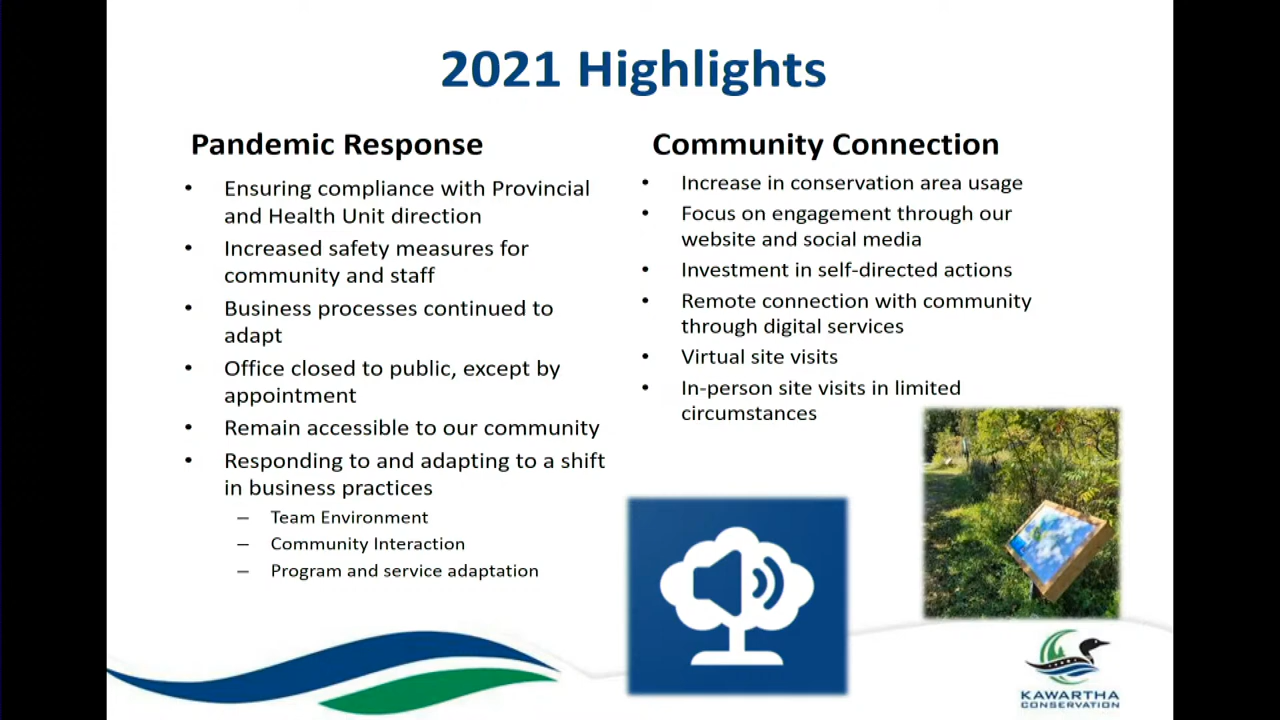 2021 Highlights
Pandemic Response
• Ensuring compliance with Provincial
and Health Unit direction
• Increased safety measures for
community and staff
• Business processes continued to
adapt
• Office closed to public, except by
appointment
• Remain accessible to our community
• Responding to and adapting to a shift
in business practices
– Team Environment
– Community Interaction
– Program and service adaptation
Community Connection
• Increase in conservation area usage
• Focus on engagement through our
website and social media
• Investment in self-directed actions
• Remote connection with community
through digital services
• Virtual site visits
• In-person site visits in limited
circumstances
KAWARTHA
CONSERVATION